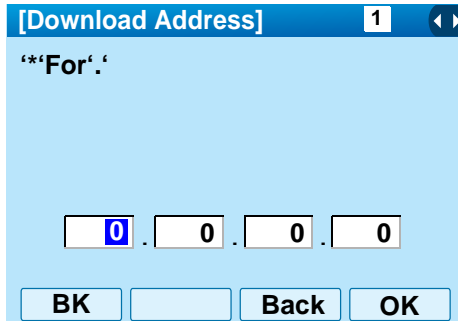 [Download Address] 1
‘*‘For‘.‘
0 . 0 . 0 . 0
BK Back OK